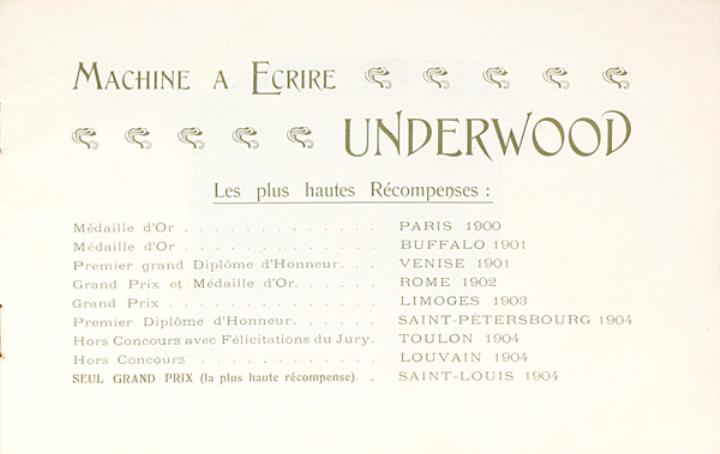 MACHINE A ECRIRE
UNDERWOOD
Les plus hautes Récompenses :
Médaille d'Or . . . . . . . . . . . . . PARIS 1900
Médaille d'Or . . . . . . . . . . . . . BUFFALO 1901
Premier grand Diplôme d'Honneur. . . VENISE 1901
Grand Prix et Médaille d'Or. . . . . . ROME 1902
Grand Prix . . . . . . . . . . . . . . LIMOGES 1903
Premier Diplôme d'Honneur. . . . . . SAINT-PÉTERSBOURG 1904
Hors Concours avec Félicitations du Jury. TOULON 1904
Hors Concours . . . . . . . . . . . . LOUVAIN 1904
SEUL GRAND PRIX (la plus haute récompense). . SAINT-LOUIS 1904